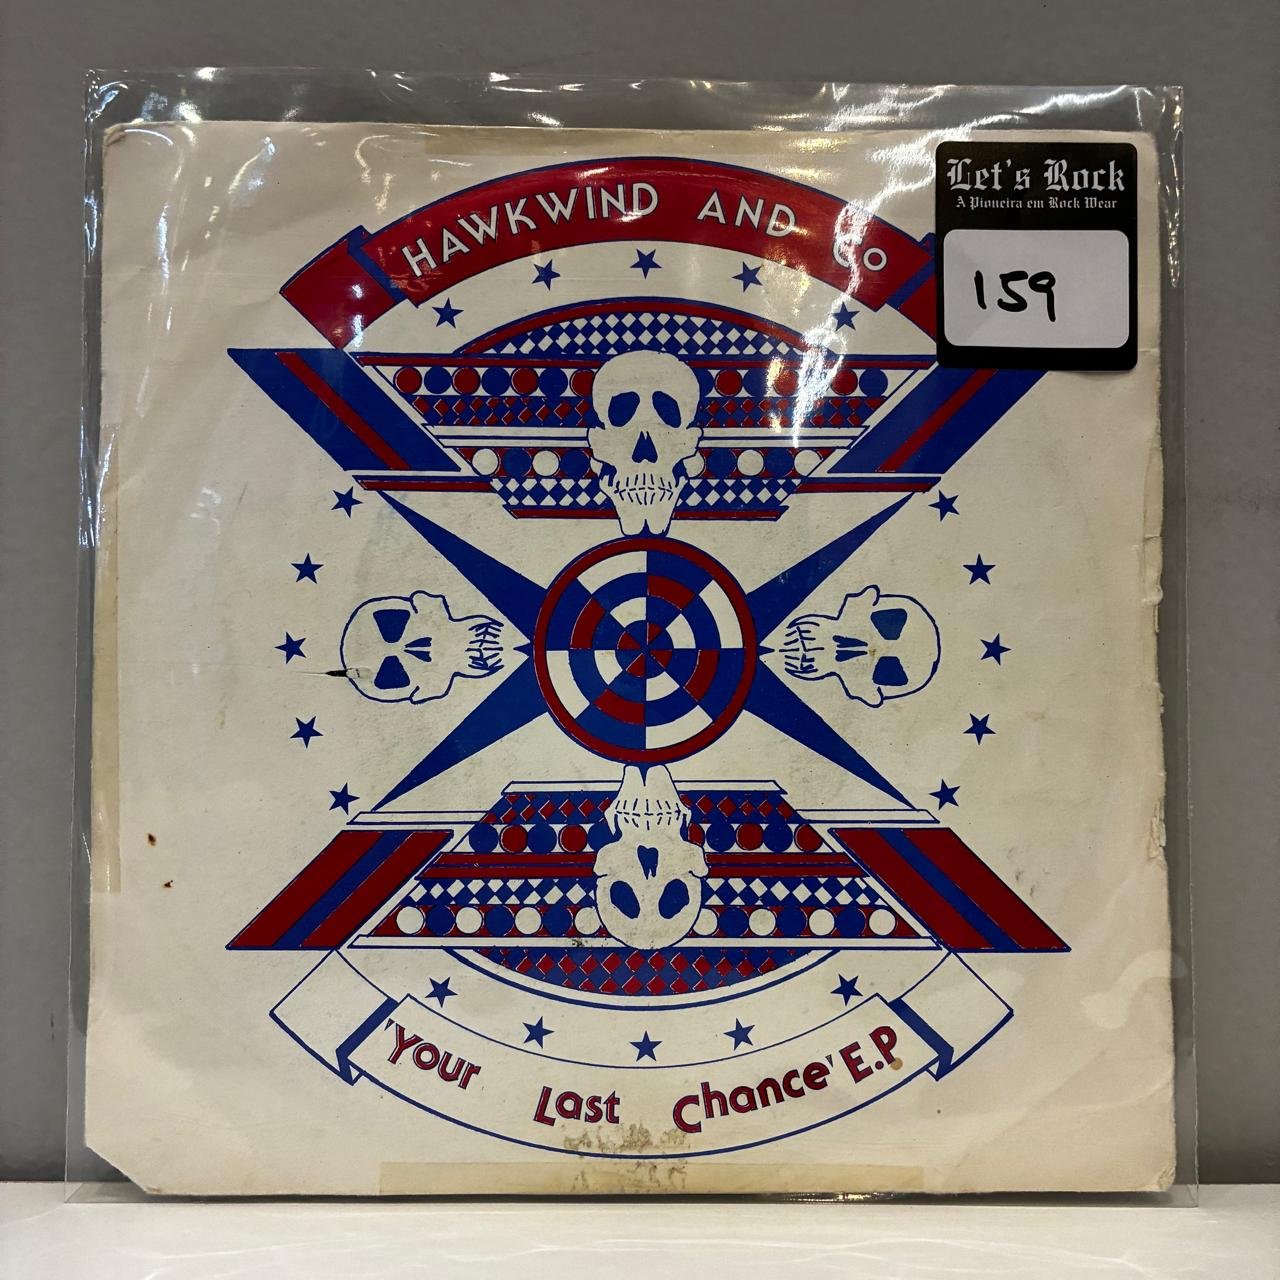 HAWKWIND AND Co
Let's Rock
A Pioneira em Rock Wear
159
'Your Last Chance' E.P